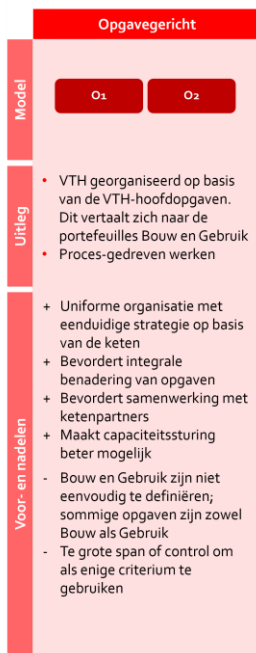 Opgavegericht
Model
O1
O2
Uitleg
• VTH georganiseerd op basis
van de VTH-hoofdopgaven.
Dit vertaalt zich naar de
portefeuilles Bouw en Gebruik
• Proces-gedreven werken
Voor- en nadelen
+ Uniforme organisatie met
eenduidige strategie op basis
van de keten
+ Bevordert integrale
benadering van opgaven
+ Bevordert samenwerking met
ketenpartners
+ Maakt capaciteitssturing
beter mogelijk
- Bouw en Gebruik zijn niet
eenvoudig te definiëren;
sommige opgaven zijn zowel
Bouw als Gebruik
- Te grote span of control om
als enige criterium te
gebruiken